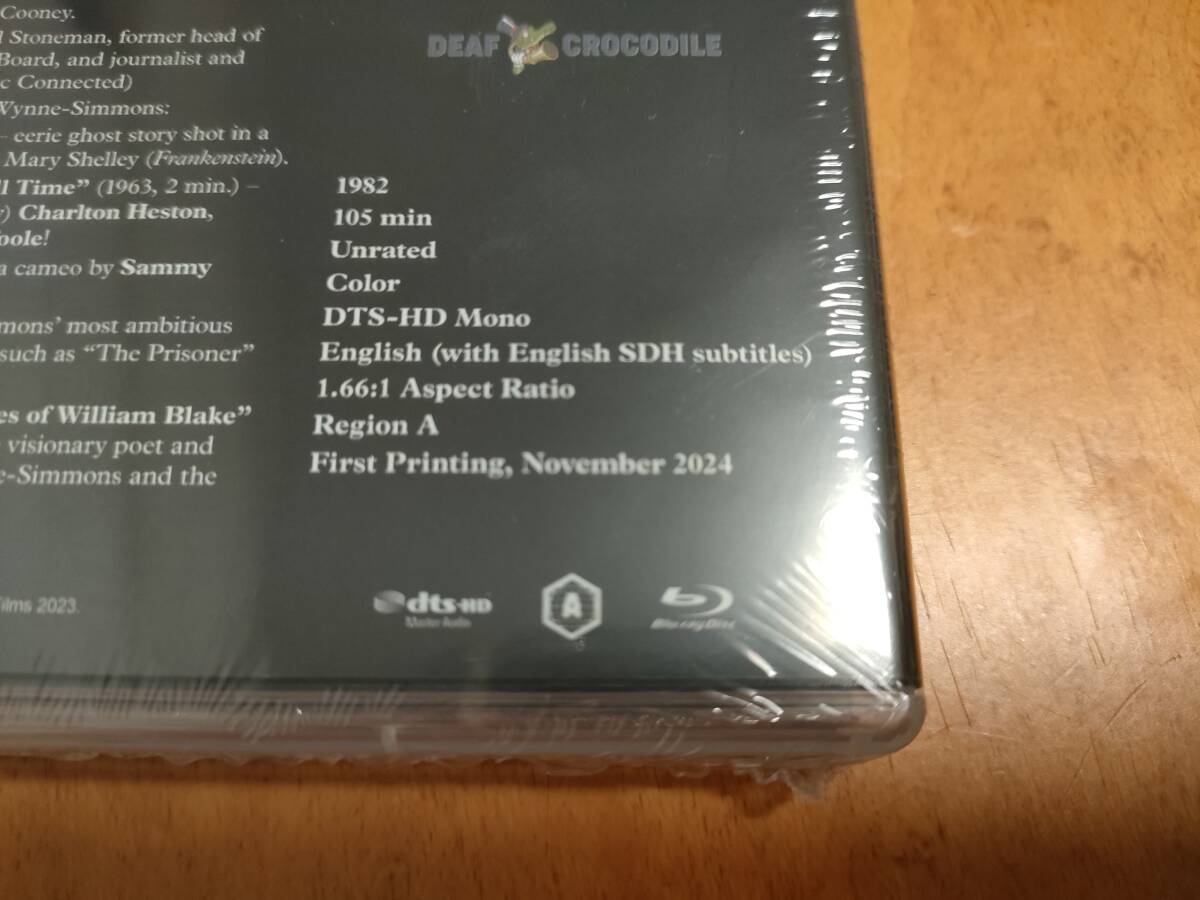 Cooney.
Stoneman, former head of
Board, and journalist and
c Connected)
Wynne-Simmons:
– eerie ghost story shot in a
Mary Shelley (Frankenstein).
Time” (1963, 2 min.) –
Charlton Heston,
a cameo by Sammy
most ambitious
such as “The Prisoner”
of William Blake”
visionary poet and
e-Simmons and the
Films 2023.
DEAF CROCODILE
1982
105 min
Unrated
Color
DTS-HD Mono
English (with English SDH subtitles)
1.66:1 Aspect Ratio
Region A
First Printing, November 2024
dts-HD
Master Audio
A
Blu-ray Disc